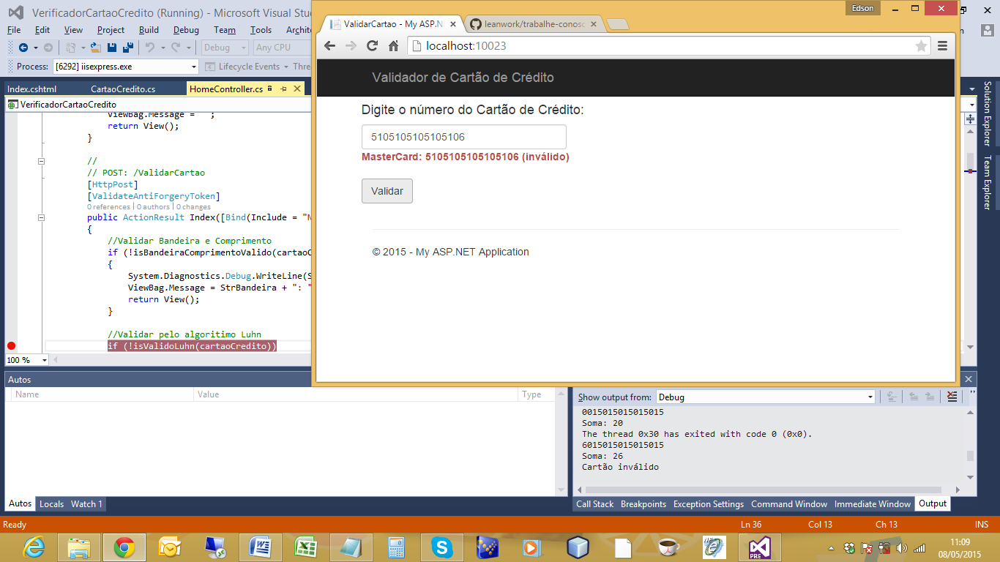 VerificadorCartaoCredito (Running) - Microsoft Visual Stu
Edson
File Edit View Project Build Debug Team Tools Archit
ValidarCartao - My ASP.N
leanwork/trabalhe-conosc
localhost:10023
Debug Any CPU
Process: [6292] iisexpress.exe Lifecycle Events Thre
Index.cshtml CartaoCredito.cs HomeController.cs
VerificadorCartaoCredito
ViewBag.Message = "";
return View();
}
//
// POST: /ValidarCartao
[HttpPost]
[ValidateAntiForgeryToken]
0 references | 0 authors | 0 changes
public ActionResult Index([Bind(Include = "N
{
//Validar Bandeira e Comprimento
if (!isBandeiraComprimentoValido(cartaoC
{
System.Diagnostics.Debug.WriteLine(S
ViewBag.Message = StrBandeira + ": "
return View();
}
//Validar pelo algoritimo Luhn
if (!isValidoLuhn(cartaoCredito))
100 %
Validador de Cartão de Crédito
Digite o número do Cartão de Crédito:
5105105105105106
MasterCard: 5105105105105106 (inválido)
Validar
© 2015 - My ASP.NET Application
Solution Explorer
Team Explorer
Autos
Name Value Type
Autos Locals Watch 1
Show output from: Debug
0015015015015015
Soma: 20
The thread 0x30 has exited with code 0 (0x0).
6015015015015015
Soma: 26
Cartão inválido
Call Stack Breakpoints Exception Settings Command Window Immediate Window Output
Ready Ln 36 Col 13 Ch 13 INS
PRE
11:09
08/05/2015